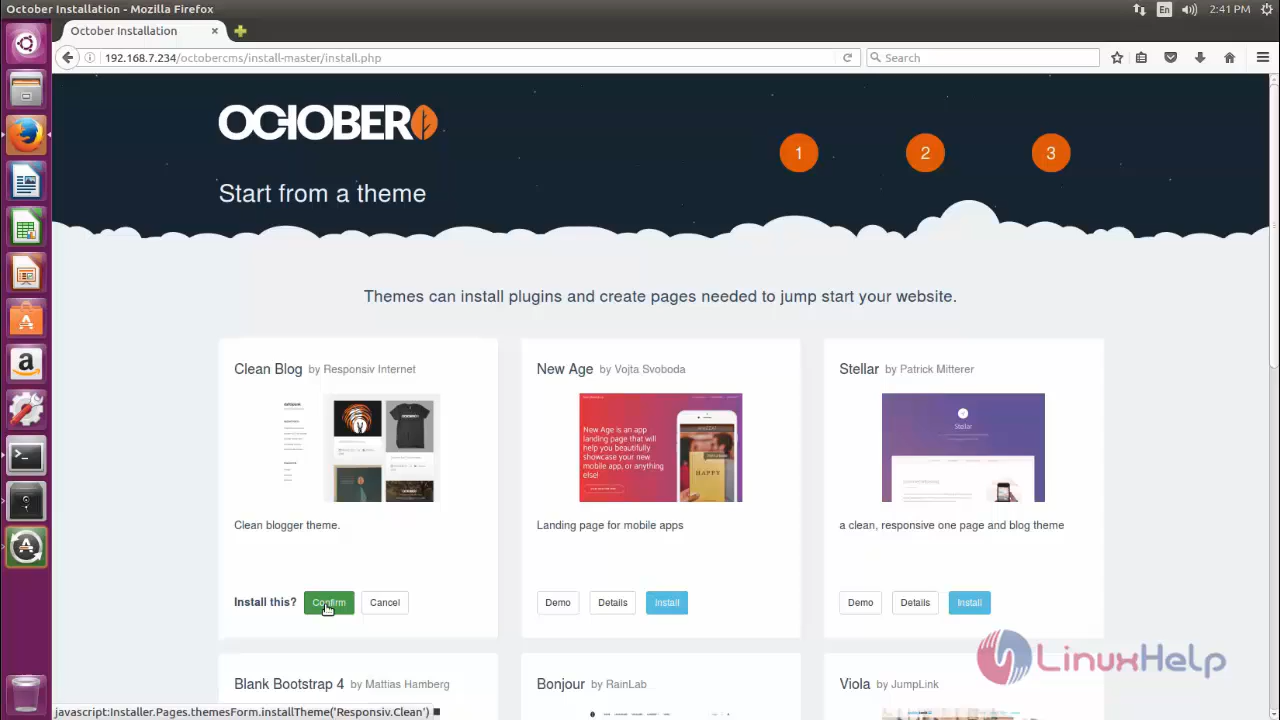 October Installation - Mozilla Firefox
En
2:41 PM
October Installation
192.168.7.234/octobercms/install-master/install.php
Search
OCTOBER
1 2 3
Start from a theme
Themes can install plugins and create pages needed to jump start your website.
Clean Blog by Responsiv Internet
New Age by Vojta Svoboda
Stellar by Patrick Mitterer
New Age is an app
landing page that will
help you beautifully
showcase your new
mobile app, or anything
else!
HAPPY
Stellar
Clean blogger theme.
Landing page for mobile apps
a clean, responsive one page and blog theme
Install this? Confirm Cancel
Demo Details Install
Demo Details Install
LinuxHelp
Blank Bootstrap 4 by Mattias Hamberg
Bonjour by RainLab
Viola by JumpLink
javascript:Installer.Pages.themesForm.installTheme('Responsiv.Clean')